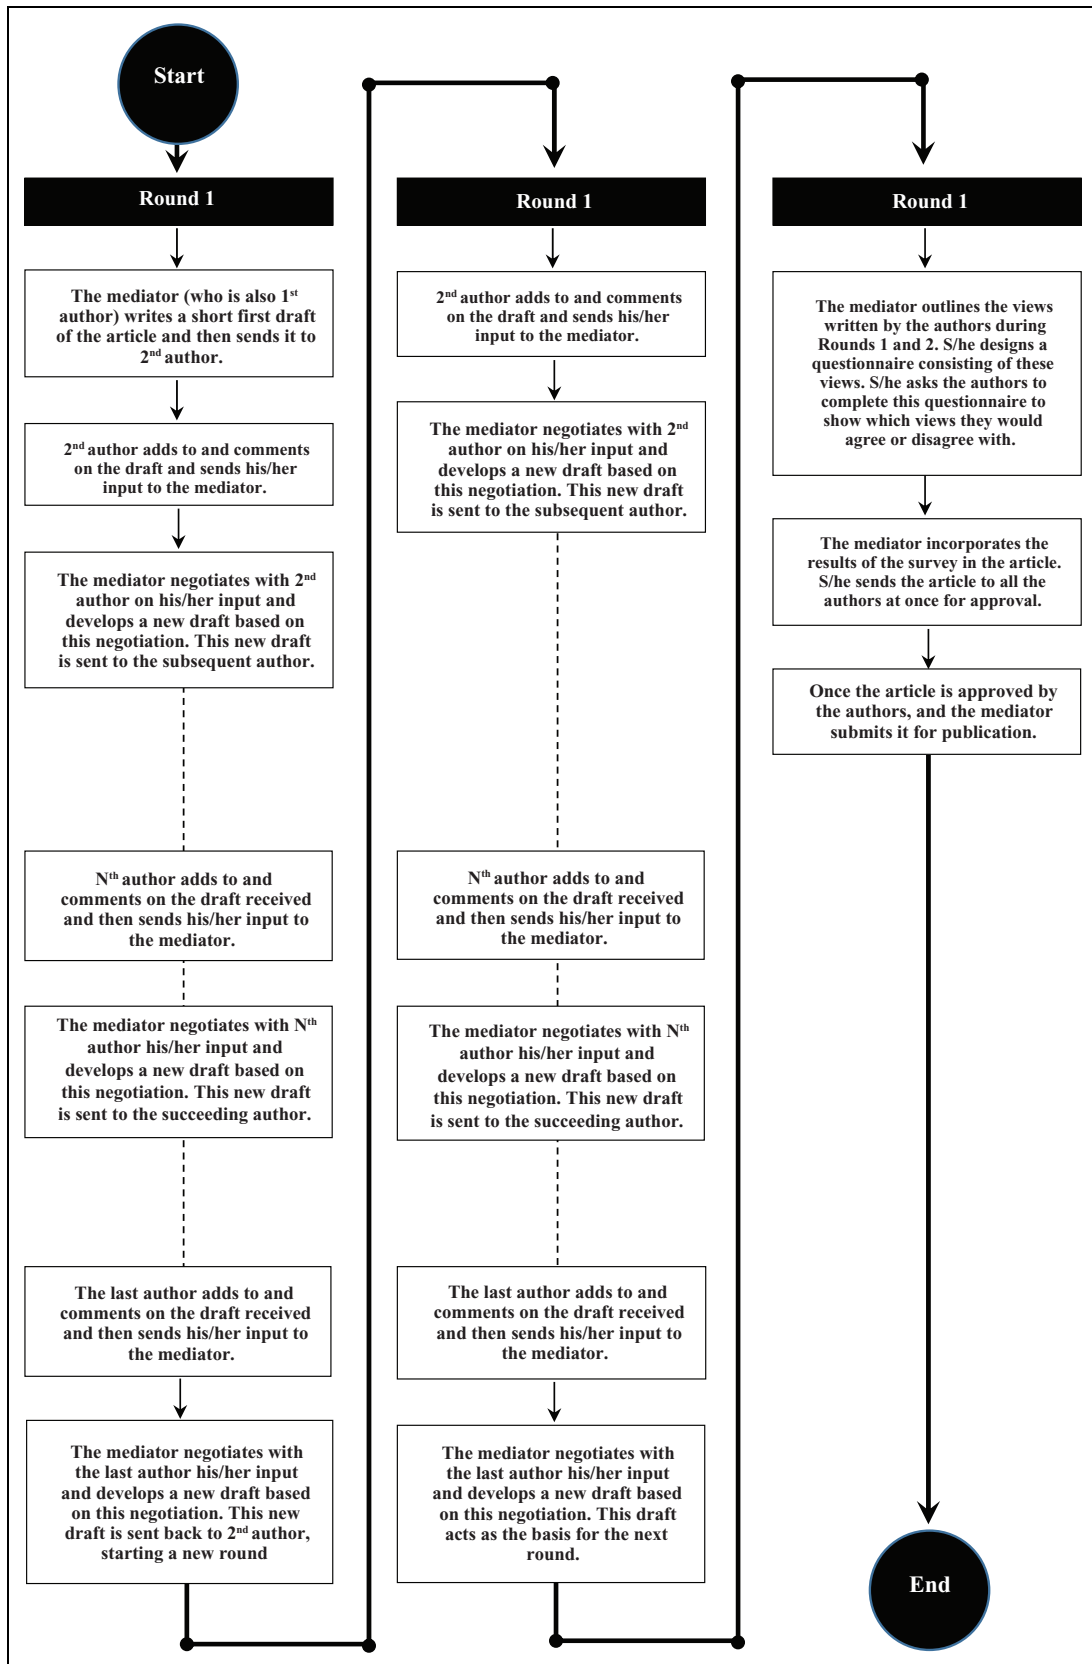 Start
Round 1
The mediator (who is also 1st
author) writes a short first draft
of the article and then sends it to
2nd author.
2nd author adds to and comments
on the draft and sends his/her
input to the mediator.
The mediator negotiates with 2nd
author on his/her input and
develops a new draft based on
this negotiation. This new draft
is sent to the subsequent author.
Nth author adds to and
comments on the draft received
and then sends his/her input to
the mediator.
The mediator negotiates with Nth
author his/her input and
develops a new draft based on
this negotiation. This new draft
is sent to the succeeding author.
The last author adds to and
comments on the draft received
and then sends his/her input to
the mediator.
The mediator negotiates with
the last author his/her input
and develops a new draft based
on this negotiation. This new
draft is sent back to 2nd author,
starting a new round
Round 1
2nd author adds to and comments
on the draft and sends his/her
input to the mediator.
The mediator negotiates with 2nd
author on his/her input and
develops a new draft based on
this negotiation. This new draft
is sent to the subsequent author.
Nth author adds to and
comments on the draft received
and then sends his/her input to
the mediator.
The mediator negotiates with Nth
author his/her input and
develops a new draft based on
this negotiation. This new draft
is sent to the succeeding author.
The last author adds to and
comments on the draft received
and then sends his/her input to
the mediator.
The mediator negotiates with
the last author his/her input
and develops a new draft based
on this negotiation. This draft
acts as the basis for the next
round.
Round 1
The mediator outlines the views
written by the authors during
Rounds 1 and 2. S/he designs a
questionnaire consisting of these
views. S/he asks the authors to
complete this questionnaire to
show which views they would
agree or disagree with.
The mediator incorporates the
results of the survey in the article.
S/he sends the article to all the
authors at once for approval.
Once the article is approved by
the authors, and the mediator
submits it for publication.
End